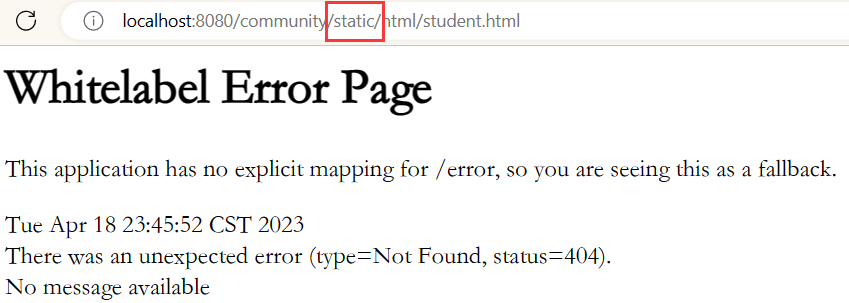 localhost:8080/community/static/html/student.html
Whitelabel Error Page
This application has no explicit mapping for /error, so you are seeing this as a fallback.
Tue Apr 18 23:45:52 CST 2023
There was an unexpected error (type=Not Found, status=404).
No message available